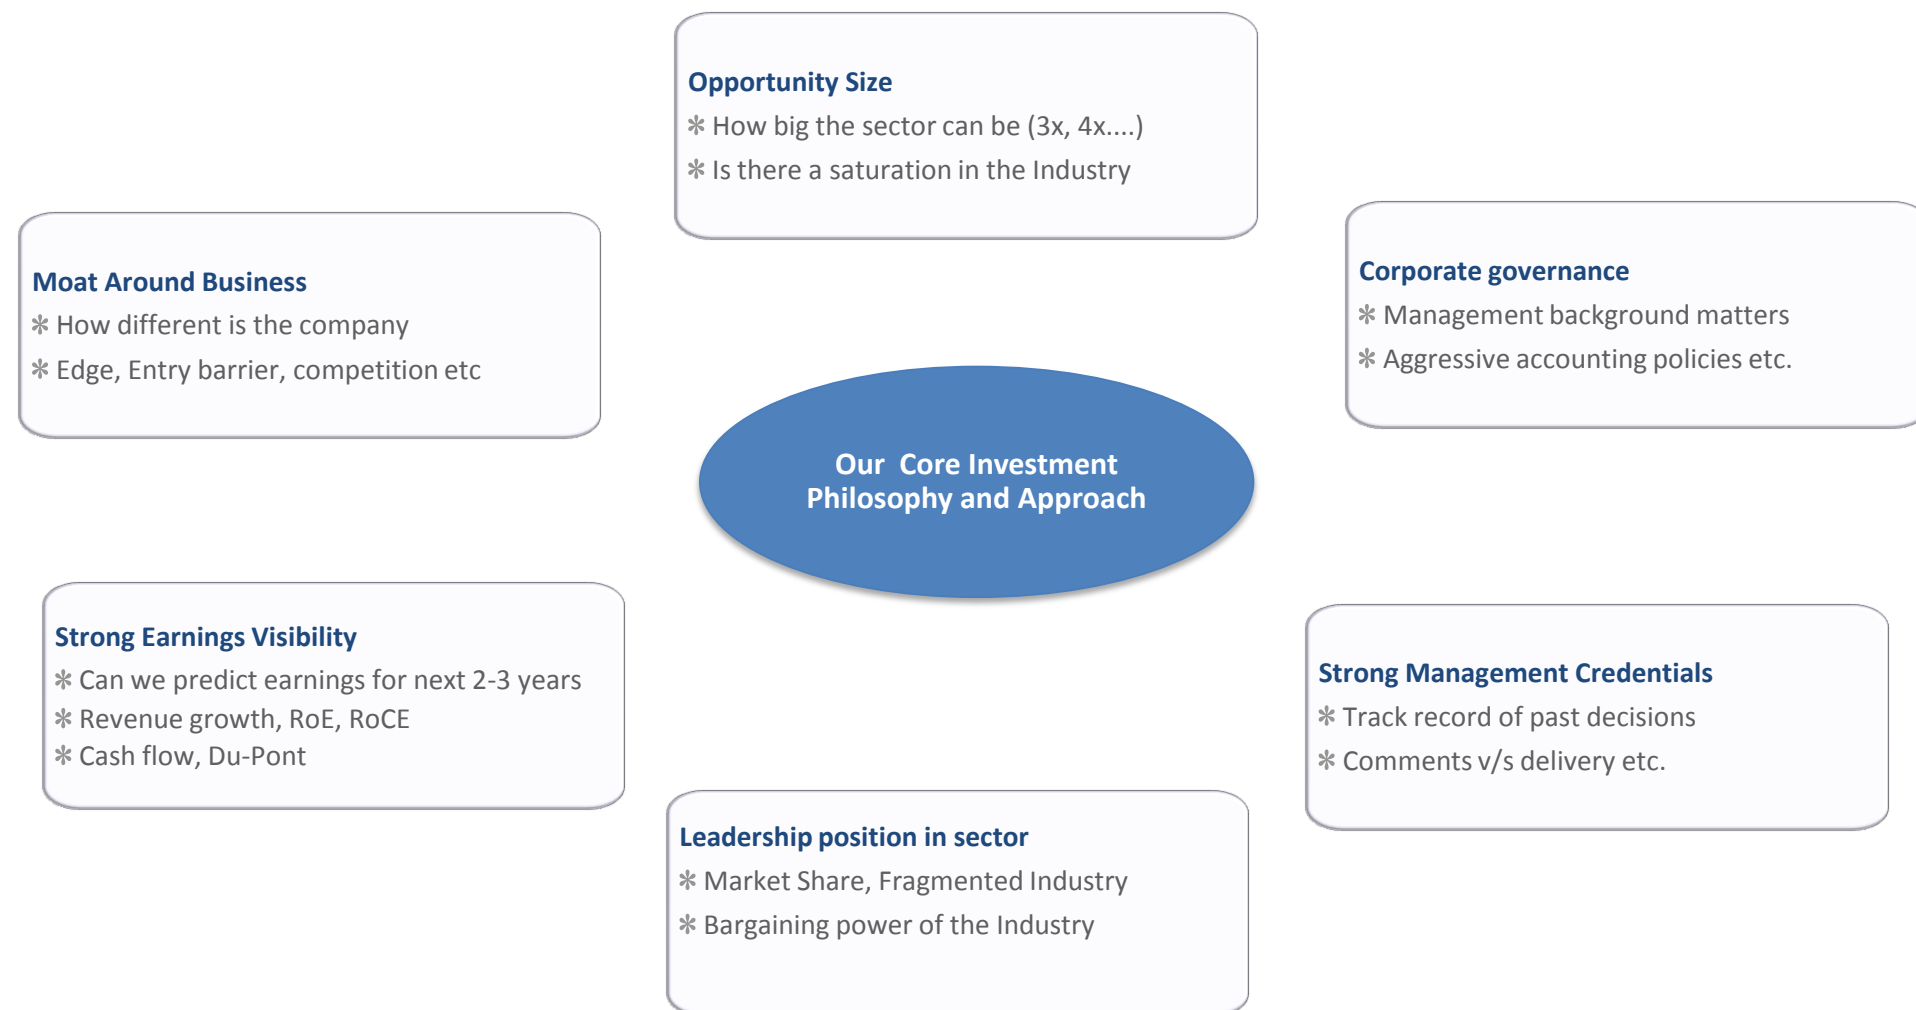 Opportunity Size
✻ How big the sector can be (3x, 4x....)
✻ Is there a saturation in the Industry
Moat Around Business
✻ How different is the company
✻ Edge, Entry barrier, competition etc
Corporate governance
✻ Management background matters
✻ Aggressive accounting policies etc.
Our  Core Investment
Philosophy and Approach
Strong Earnings Visibility
✻ Can we predict earnings for next 2-3 years
✻ Revenue growth, RoE, RoCE
✻ Cash flow, Du-Pont
Strong Management Credentials
✻ Track record of past decisions
✻ Comments v/s delivery etc.
Leadership position in sector
✻ Market Share, Fragmented Industry
✻ Bargaining power of the Industry